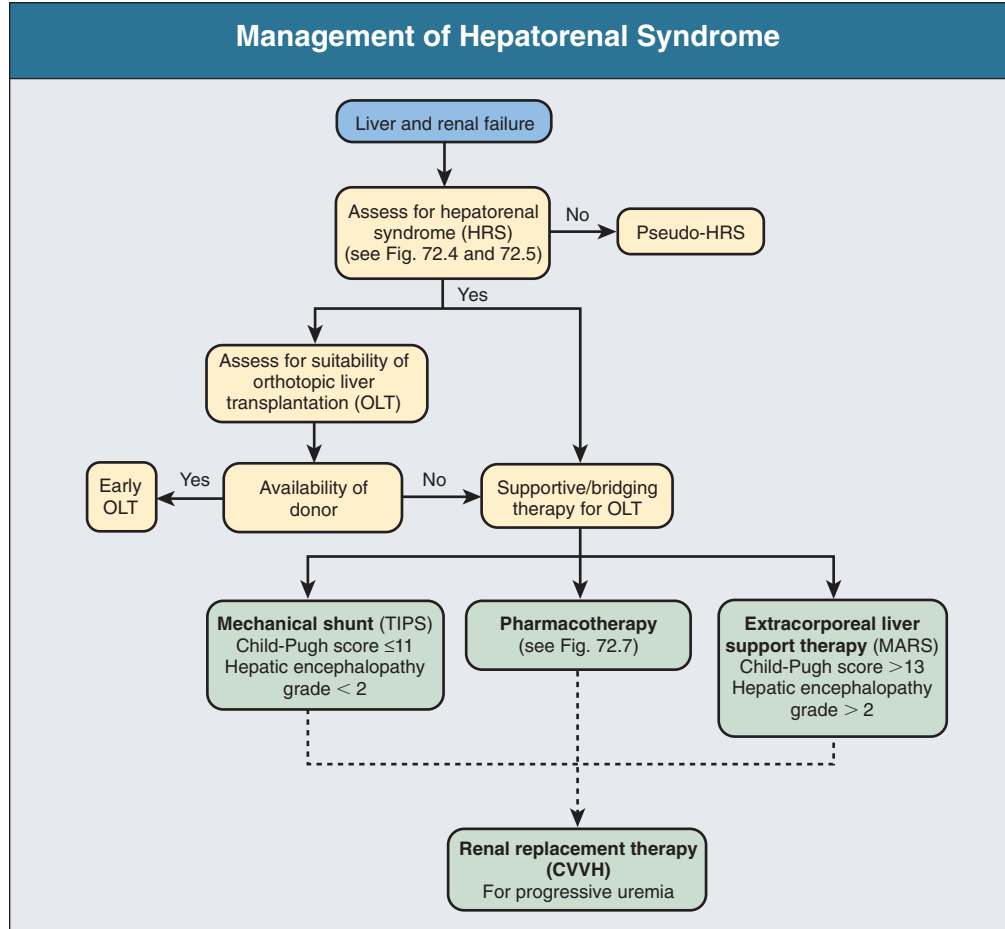 Management of Hepatorenal Syndrome
Liver and renal failure
Assess for hepatorenal
syndrome (HRS)
(see Fig. 72.4 and 72.5)
No
Pseudo-HRS
Yes
Assess for suitability of
orthotopic liver
transplantation (OLT)
Early
OLT
Yes
Availability of
donor
No
Supportive/bridging
therapy for OLT
Mechanical shunt (TIPS)
Child-Pugh score ≤11
Hepatic encephalopathy
grade < 2
Pharmacotherapy
(see Fig. 72.7)
Extracorporeal liver
support therapy (MARS)
Child-Pugh score >13
Hepatic encephalopathy
grade > 2
Renal replacement therapy
(CVVH)
For progressive uremia